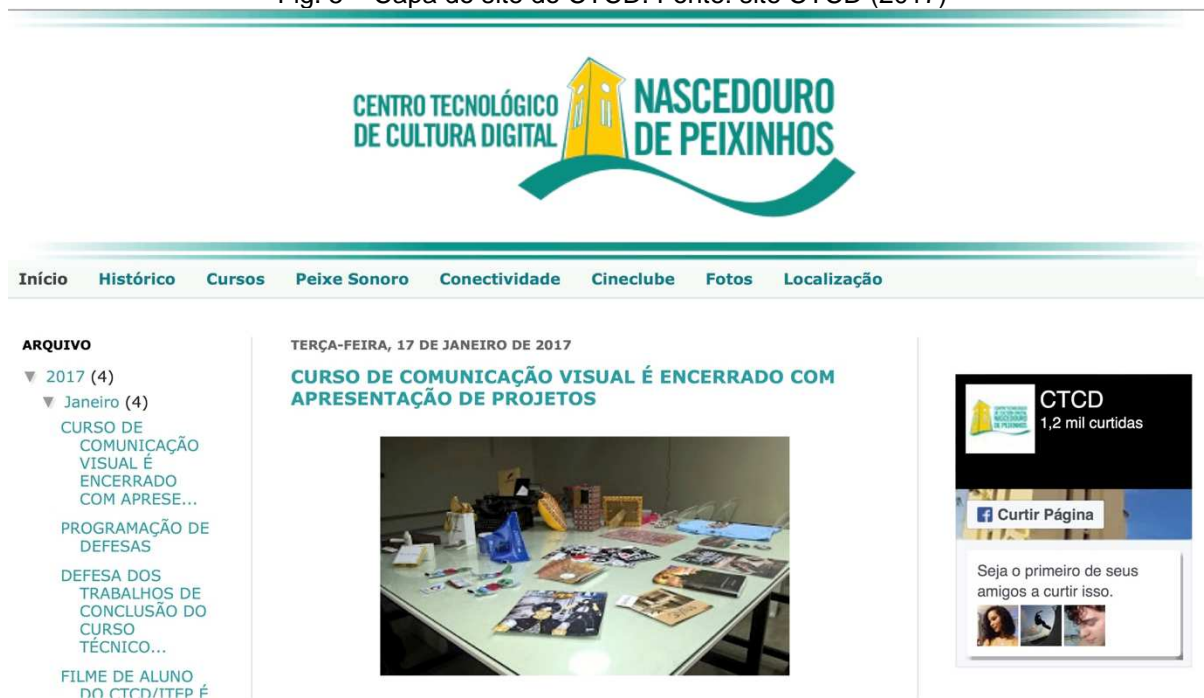 CENTRO TECNOLÓGICO
DE CULTURA DIGITAL
NASCEDOURO
DE PEIXINHOS
Início Histórico Cursos Peixe Sonoro Conectividade Cineclube Fotos Localização
ARQUIVO
▼ 2017 (4)
▼ Janeiro (4)
CURSO DE
COMUNICAÇÃO
VISUAL É
ENCERRADO
COM APRESE...
PROGRAMAÇÃO DE
DEFESAS
DEFESA DOS
TRABALHOS DE
CONCLUSÃO DO
CURSO
TÉCNICO...
FILME DE ALUNO
DO CTCD/ITEP É
TERÇA-FEIRA, 17 DE JANEIRO DE 2017
CURSO DE COMUNICAÇÃO VISUAL É ENCERRADO COM
APRESENTAÇÃO DE PROJETOS
CTCD
1,2 mil curtidas
Curtir Página
Seja o primeiro de seus
amigos a curtir isso.